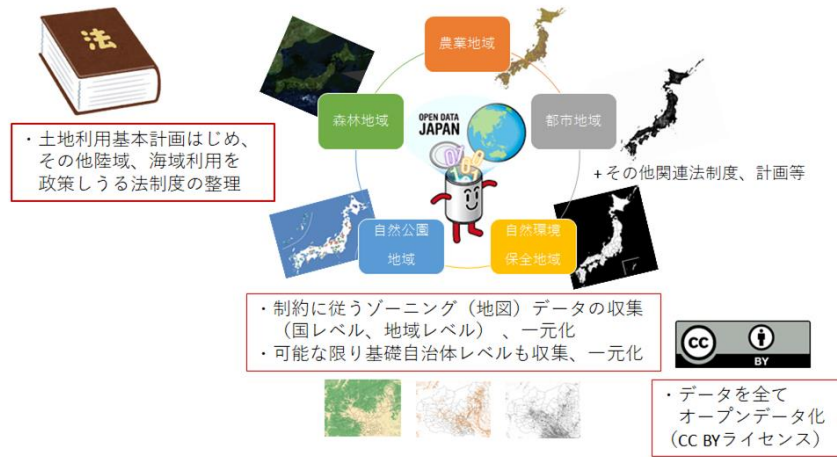 法
農業地域
森林地域
OPEN DATA
JAPAN
都市地域
・土地利用基本計画はじめ、
その他陸域、海域利用を
政策しうる法制度の整理
+その他関連法制度、計画等
自然公園
地域
自然環境
保全地域
・制約に従うゾーニング（地図）データの収集
（国レベル、地域レベル）、一元化
・可能な限り基礎自治体レベルも収集、一元化
CC
BY
・データを全て
オープンデータ化
（CC BYライセンス）